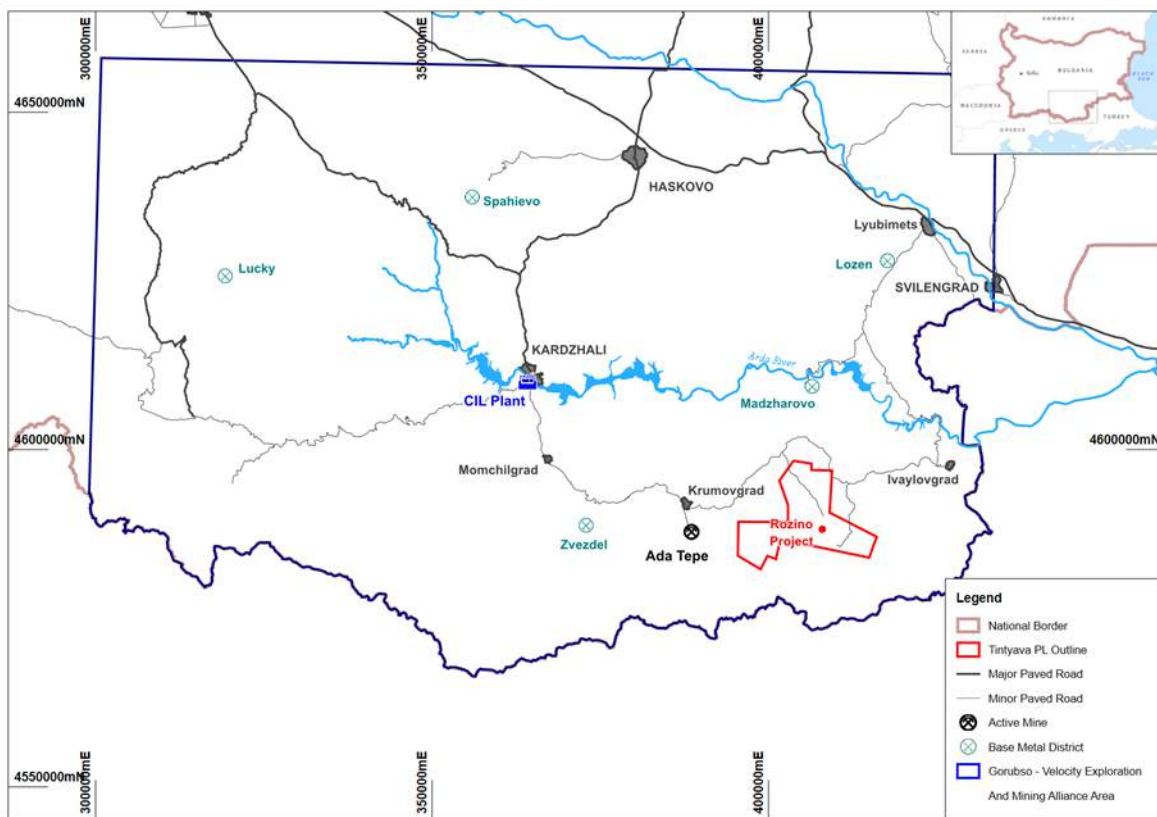 300000mE
350000mE
400000mE
ROMANIA
SERBIA
BULGARIA
Sofia
BLACK
SEA
MACEDONIA
GREECE
TURKEY
4650000mN
HASKOVO
Spahievo
Lyubimets
Lucky
Lozen
SVILENGRAD
KARDZHALI
Arda River
CIL Plant
Madzharovo
4600000mN
4600000mN
Momchilgrad
Ivaylovgrad
Krumovgrad
Rozino
Project
Zvezdel
Ada Tepe
Legend
National Border
Tintyava PL Outline
Major Paved Road
Minor Paved Road
Active Mine
Base Metal District
Gorubso - Velocity Exploration
And Mining Alliance Area
4550000mN
300000mE
350000mE
400000mE